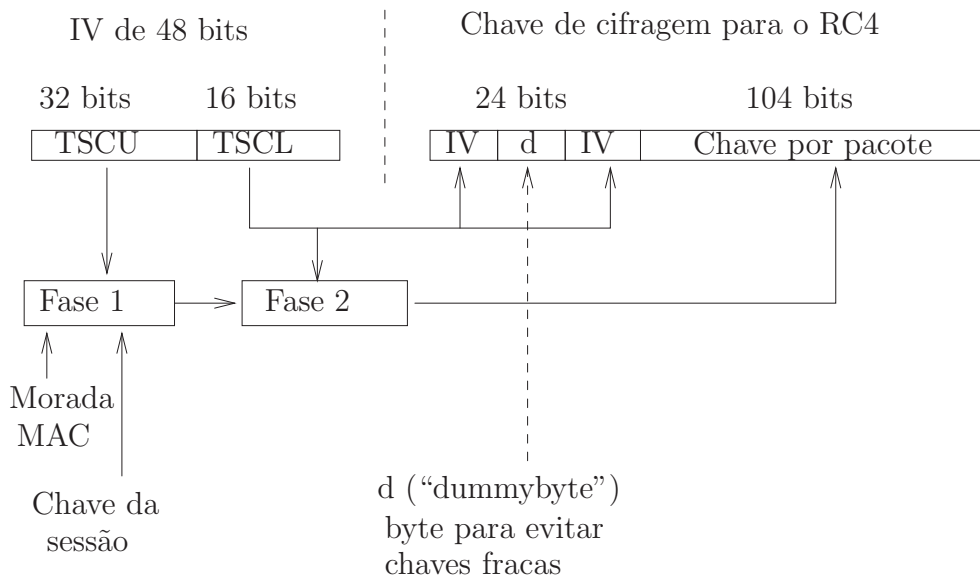 IV de 48 bits
Chave de cifragem para o RC4
32 bits
16 bits
24 bits
104 bits
TSCU
TSCL
IV
d
IV
Chave por pacote
Fase 1
Fase 2
Morada
MAC
Chave da
sessão
d (“dummybyte”)
byte para evitar
chaves fracas